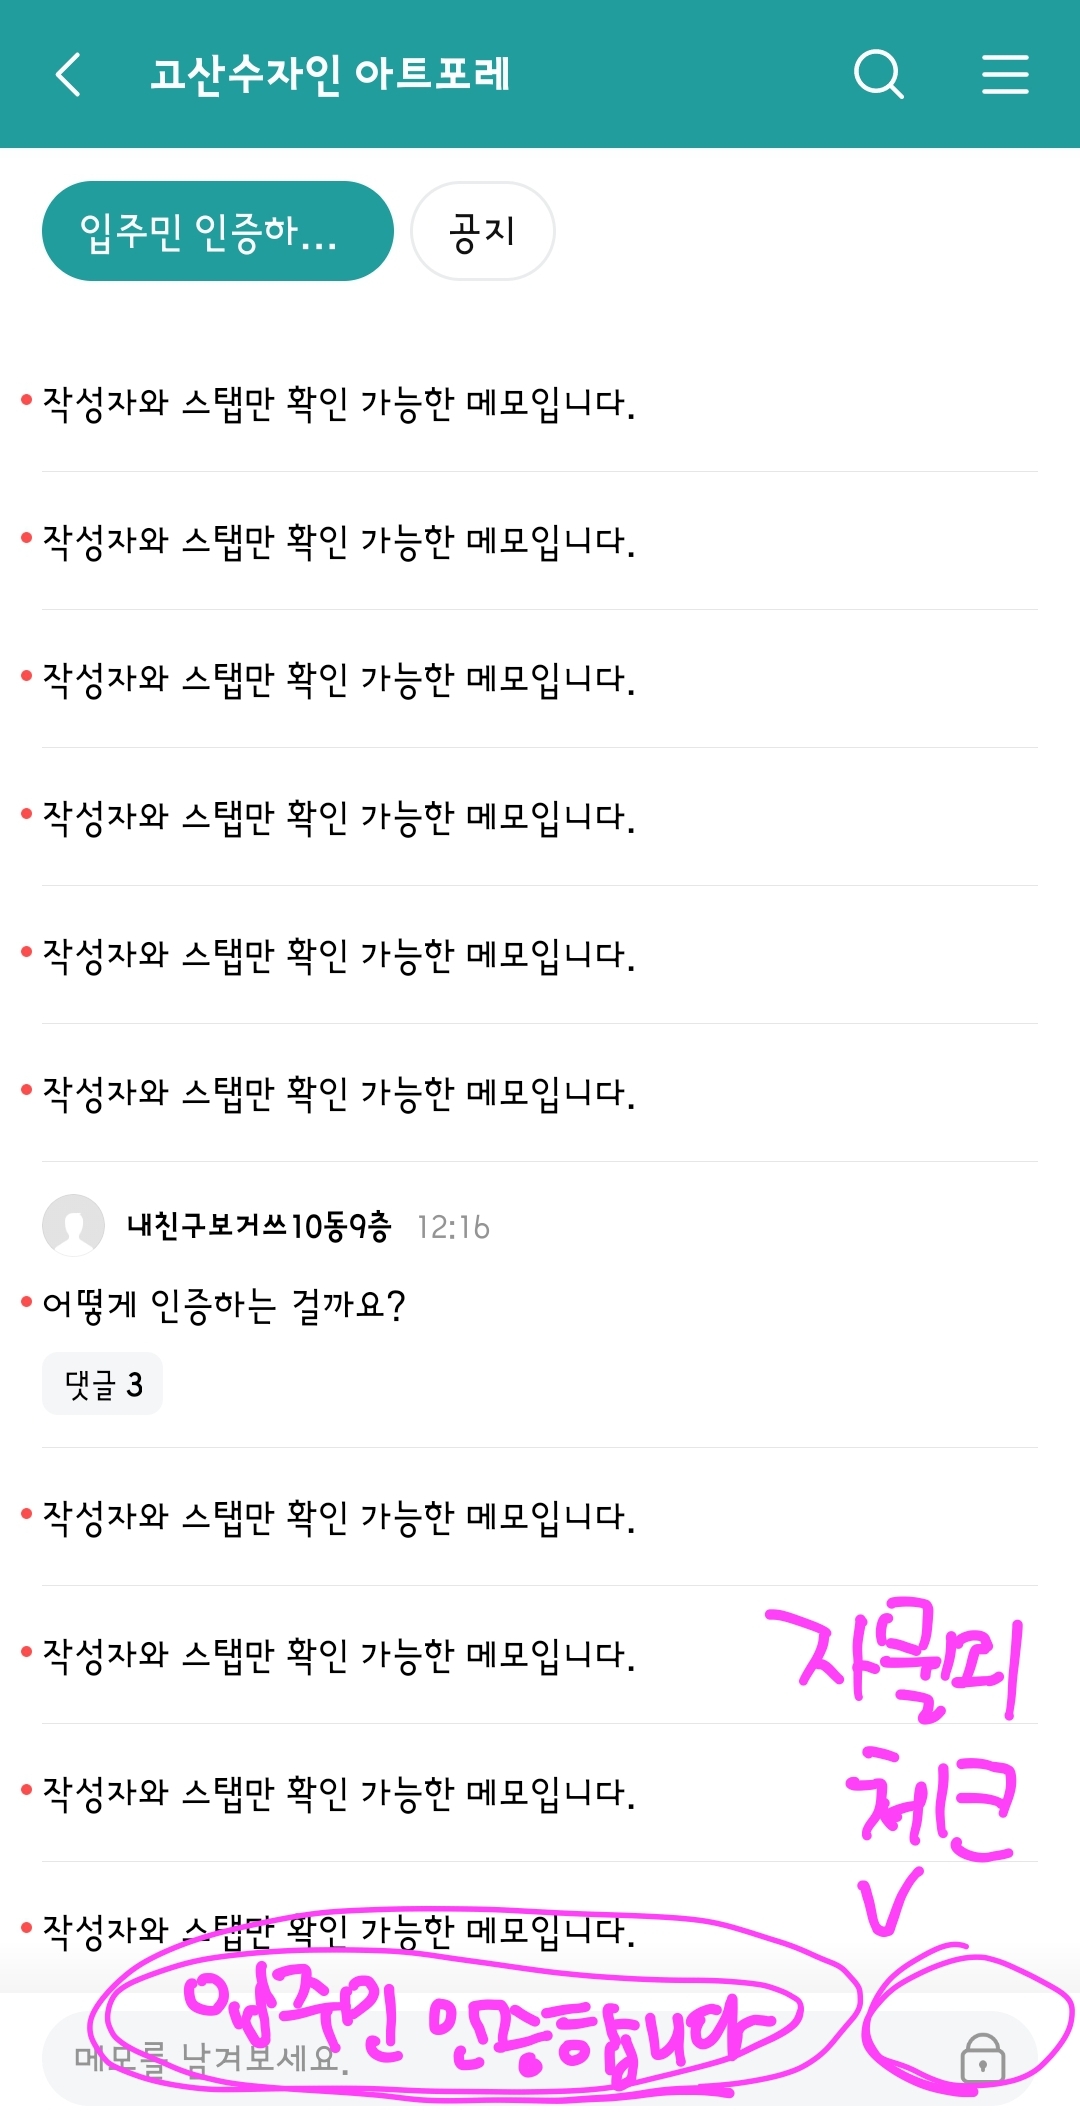 고산수자인 아트포레
입주민 인증하...
공지
작성자와 스탭만 확인 가능한 메모입니다.
작성자와 스탭만 확인 가능한 메모입니다.
작성자와 스탭만 확인 가능한 메모입니다.
작성자와 스탭만 확인 가능한 메모입니다.
작성자와 스탭만 확인 가능한 메모입니다.
작성자와 스탭만 확인 가능한 메모입니다.
내친구보거쓰10동9층 12:16
어떻게 인증하는 걸까요?
댓글 3
작성자와 스탭만 확인 가능한 메모입니다.
작성자와 스탭만 확인 가능한 메모입니다.
자물쇠
작성자와 스탭만 확인 가능한 메모입니다.
체크
작성자와 스탭만 확인 가능한 메모입니다.
입주민 인증합니다
메모를 남겨보세요.